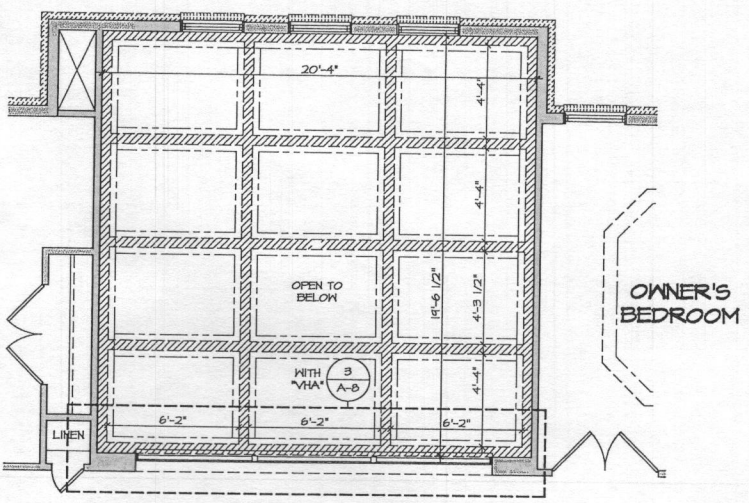 20'-4"
4'-4"
4'-4"
OPEN TO
BELOW
19'-6 1/2"
4'-3 1/2"
OWNER'S
BEDROOM
WITH
"VHA"
3
A-8
4'-4"
6'-2"
6'-2"
6'-2"
LINEN